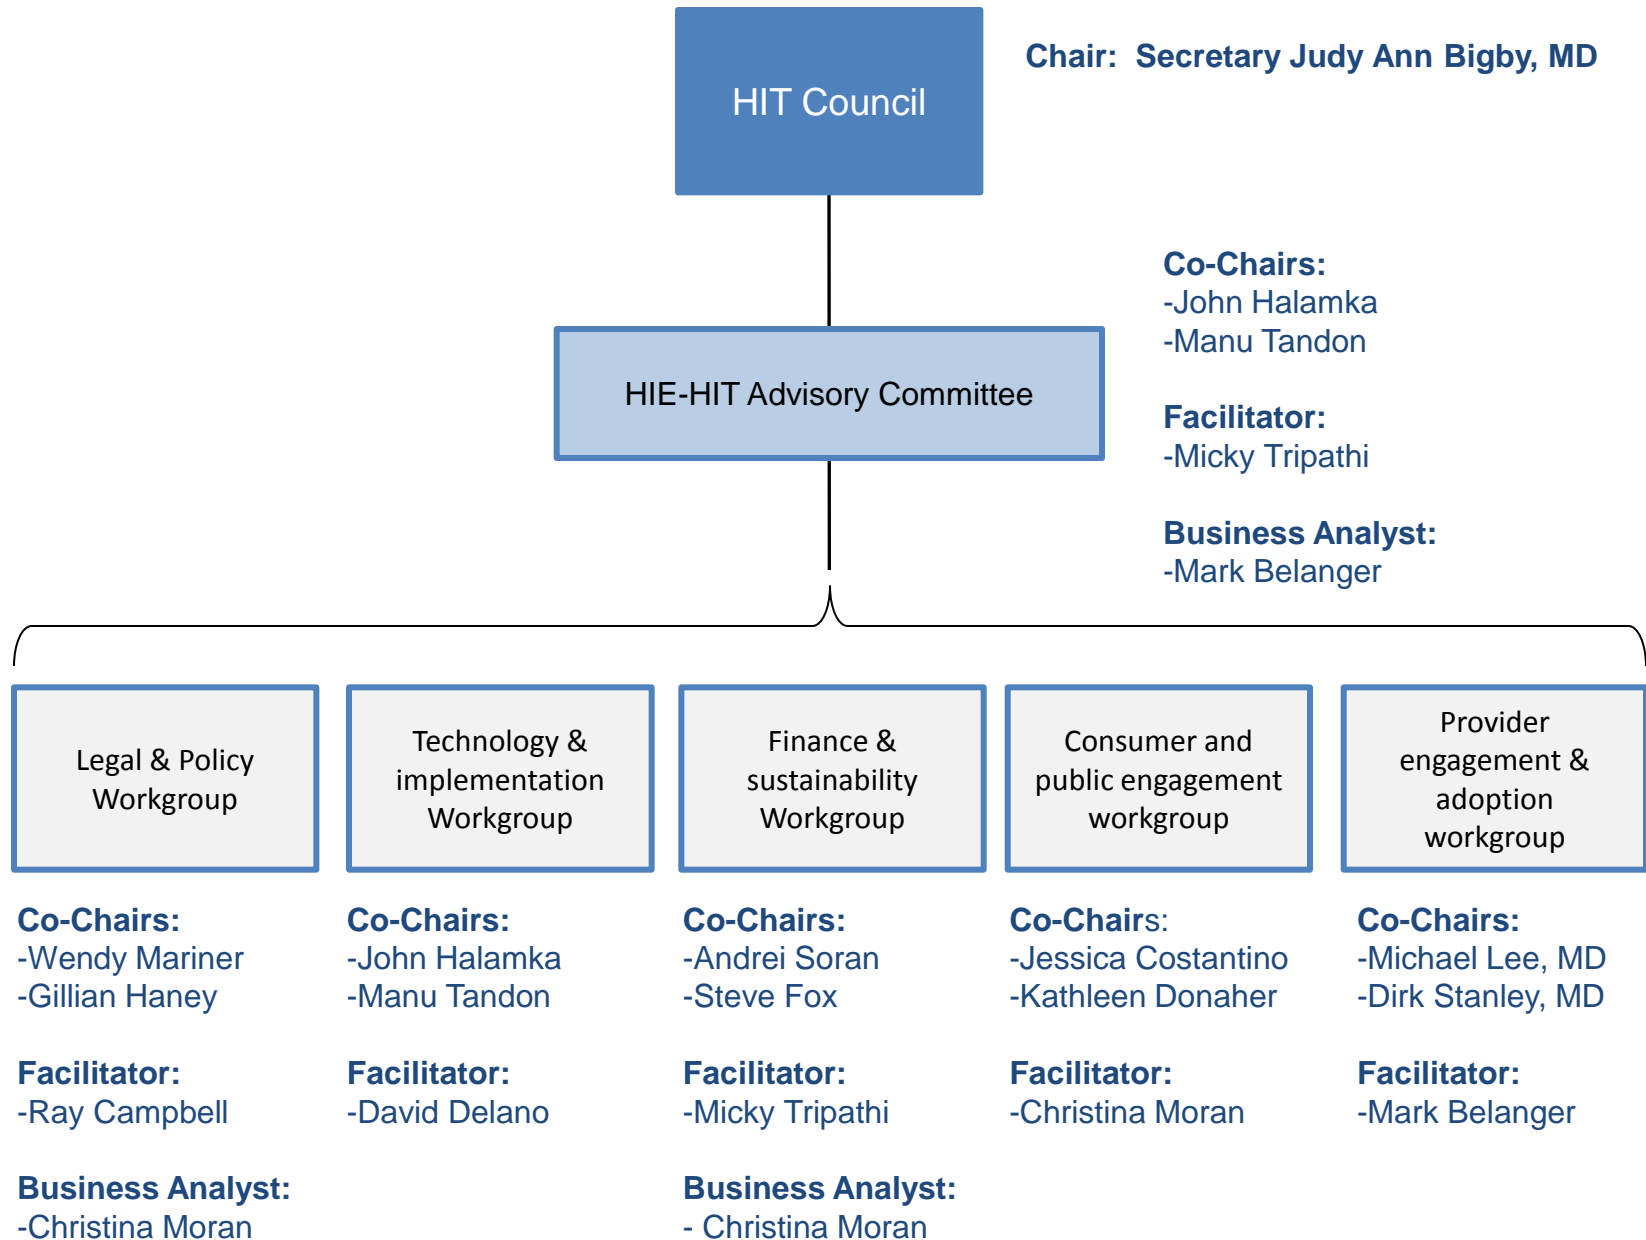 HIT Council
Chair: Secretary Judy Ann Bigby, MD
Co-Chairs:
-John Halamka
-Manu Tandon
Facilitator:
-Micky Tripathi
Business Analyst:
-Mark Belanger
HIE-HIT Advisory Committee
Legal & Policy
Workgroup
Co-Chairs:
-Wendy Mariner
-Gillian Haney
Facilitator:
-Ray Campbell
Business Analyst:
-Christina Moran
Technology &
implementation
Workgroup
Co-Chairs:
-John Halamka
-Manu Tandon
Facilitator:
-David Delano
Finance &
sustainability
Workgroup
Co-Chairs:
-Andrei Soran
-Steve Fox
Facilitator:
-Micky Tripathi
Business Analyst:
- Christina Moran
Consumer and
public engagement
workgroup
Co-Chairs:
-Jessica Costantino
-Kathleen Donaher
Facilitator:
-Christina Moran
Provider
engagement &
adoption
workgroup
Co-Chairs:
-Michael Lee, MD
-Dirk Stanley, MD
Facilitator:
-Mark Belanger